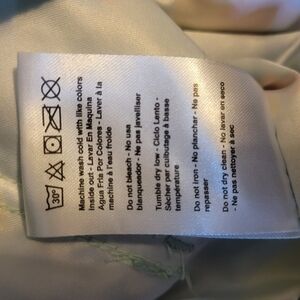 30°
Machine wash cold with like colors
inside out - Lavar En Maquina
Agua Fria Por Colores - Laver à la
machine à l'eau froide
Do not bleach - No usa
blanqueador - Ne pas javelliser
Tumble dry low - Ciclo Lento -
Sécher par culbutage à basse
température
Do not iron - No planchar - Ne pas
repasser
Do not dry clean - No lavar en seco
- Ne pas nettoyer à sec